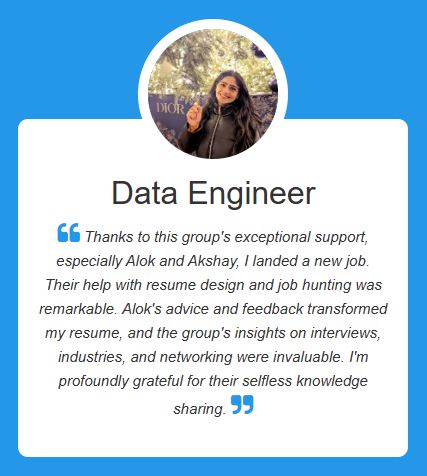 DIOR
Data Engineer
“ Thanks to this group's exceptional support,
especially Alok and Akshay, I landed a new job.
Their help with resume design and job hunting was
remarkable. Alok's advice and feedback transformed
my resume, and the group's insights on interviews,
industries, and networking were invaluable. I'm
profoundly grateful for their selfless knowledge
sharing. ”